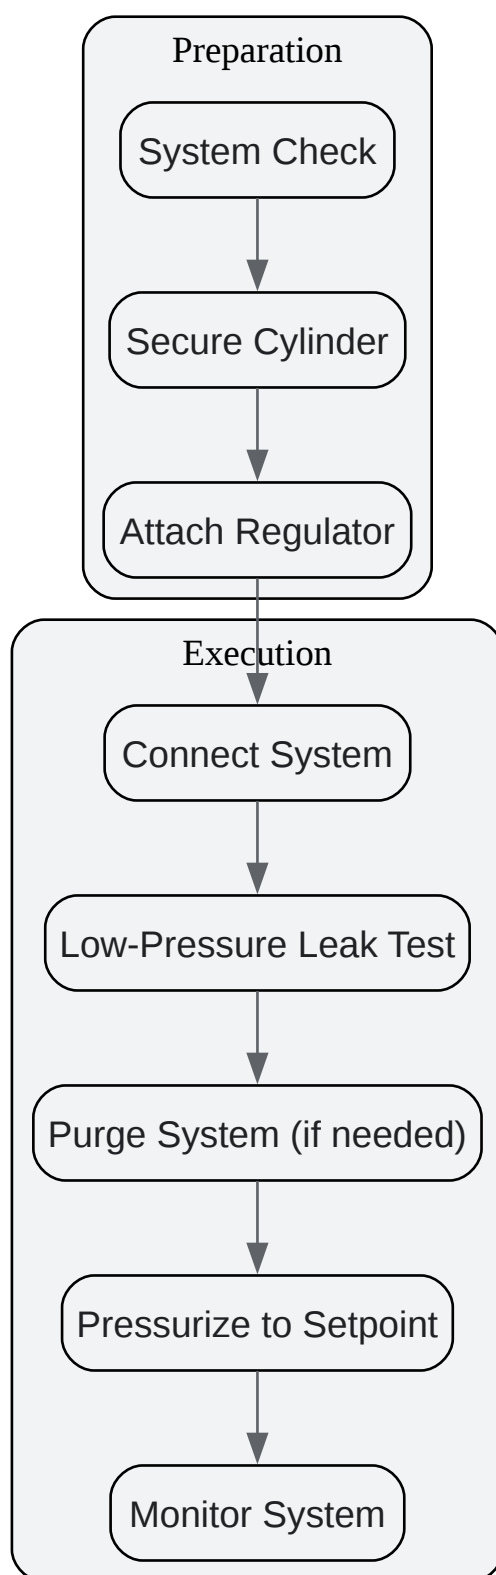 Preparation
System Check
Secure Cylinder
Attach Regulator
Execution
Connect System
Low-Pressure Leak Test
Purge System (if needed)
Pressurize to Setpoint
Monitor System